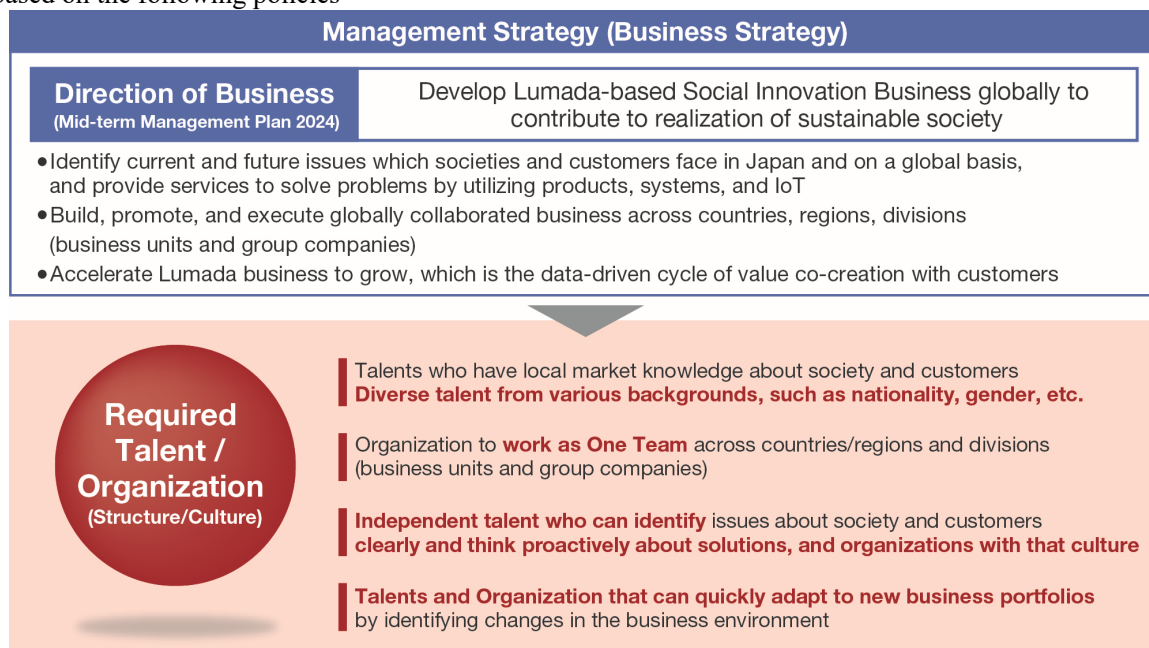 based on the following policies
Management Strategy (Business Strategy)
Direction of Business
(Mid-term Management Plan 2024)
Develop Lumada-based Social Innovation Business globally to
contribute to realization of sustainable society
●Identify current and future issues which societies and customers face in Japan and on a global basis,
and provide services to solve problems by utilizing products, systems, and IoT
●Build, promote, and execute globally collaborated business across countries, regions, divisions
(business units and group companies)
●Accelerate Lumada business to grow, which is the data-driven cycle of value co-creation with customers
Required
Talent /
Organization
(Structure/Culture)
Talents who have local market knowledge about society and customers
Diverse talent from various backgrounds, such as nationality, gender, etc.
Organization to work as One Team across countries/regions and divisions
(business units and group companies)
Independent talent who can identify issues about society and customers
clearly and think proactively about solutions, and organizations with that culture
Talents and Organization that can quickly adapt to new business portfolios
by identifying changes in the business environment